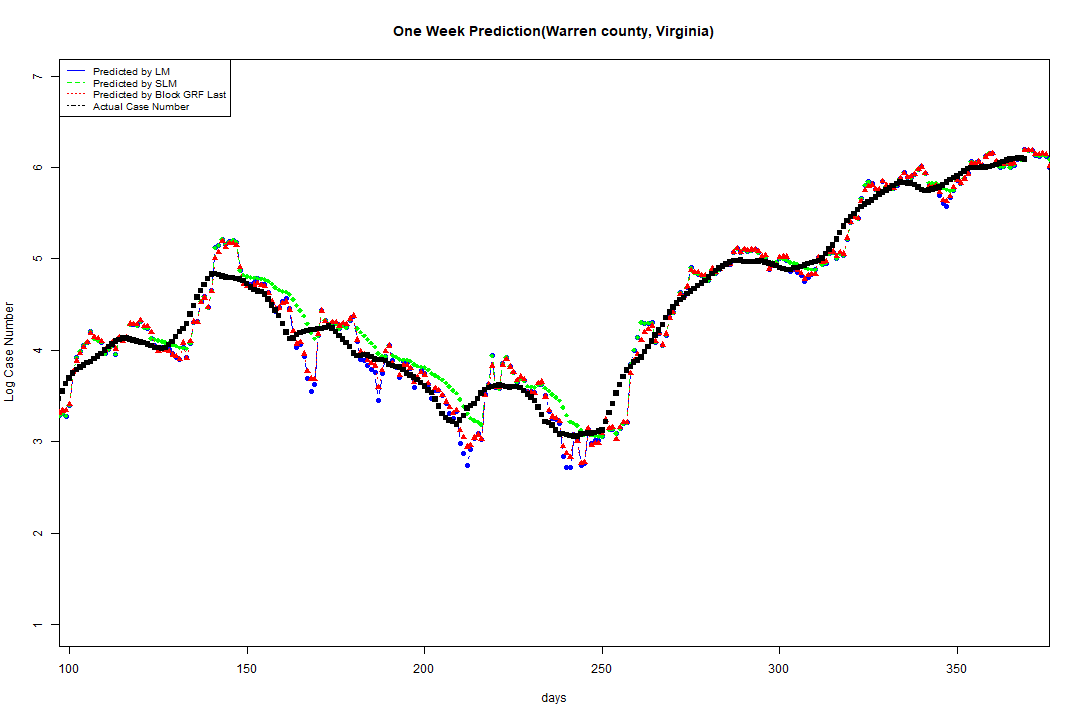 One Week Prediction(Warren county, Virginia)
Predicted by LM
Predicted by SLM
Predicted by Block GRF Last
Actual Case Number
7
6
5
4
3
2
1
Log Case Number
100 150 200 250 300 350
days